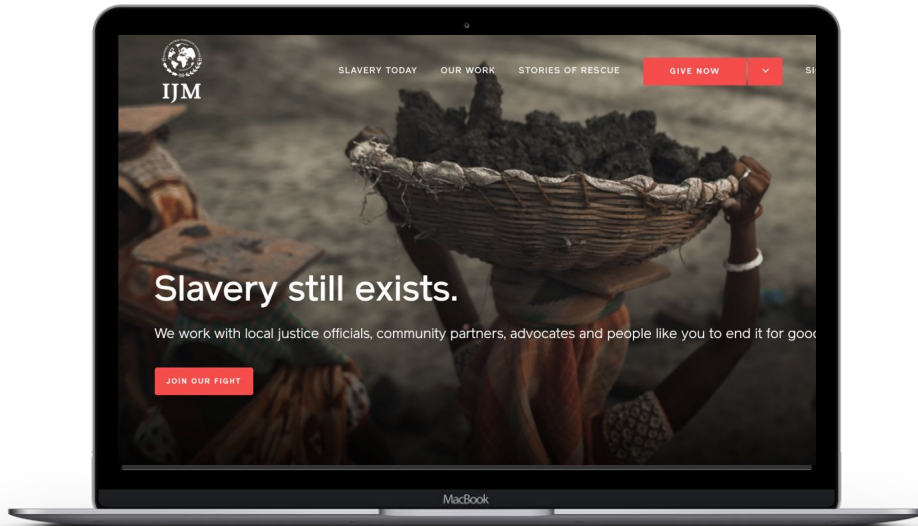 IJM
SLAVERY TODAY OUR WORK STORIES OF RESCUE GIVE NOW
Slavery still exists.
We work with local justice officials, community partners, advocates and people like you to end it for
JOIN OUR FIGHT
MacBook